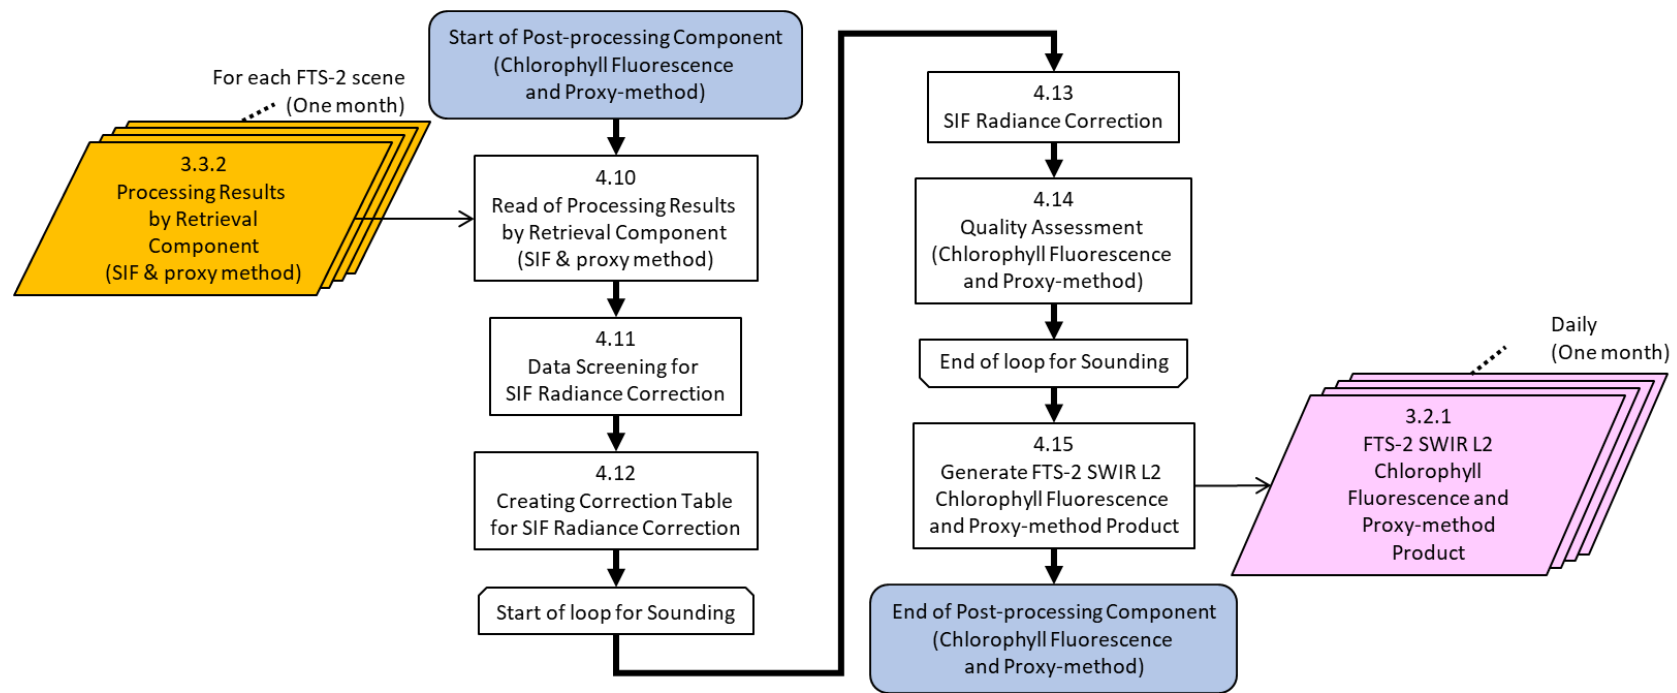 Start of Post-processing Component
(Chlorophyll Fluorescence
and Proxy-method)
For each FTS-2 scene
(One month)
3.3.2
Processing Results
by Retrieval
Component
(SIF & proxy method)
4.10
Read of Processing Results
by Retrieval Component
(SIF & proxy method)
4.11
Data Screening for
SIF Radiance Correction
4.12
Creating Correction Table
for SIF Radiance Correction
Start of loop for Sounding
4.13
SIF Radiance Correction
4.14
Quality Assessment
(Chlorophyll Fluorescence
and Proxy-method)
End of loop for Sounding
4.15
Generate FTS-2 SWIR L2
Chlorophyll Fluorescence
and Proxy-method Product
Daily
(One month)
3.2.1
FTS-2 SWIR L2
Chlorophyll
Fluorescence and
Proxy-method
Product
End of Post-processing Component
(Chlorophyll Fluorescence
and Proxy-method)